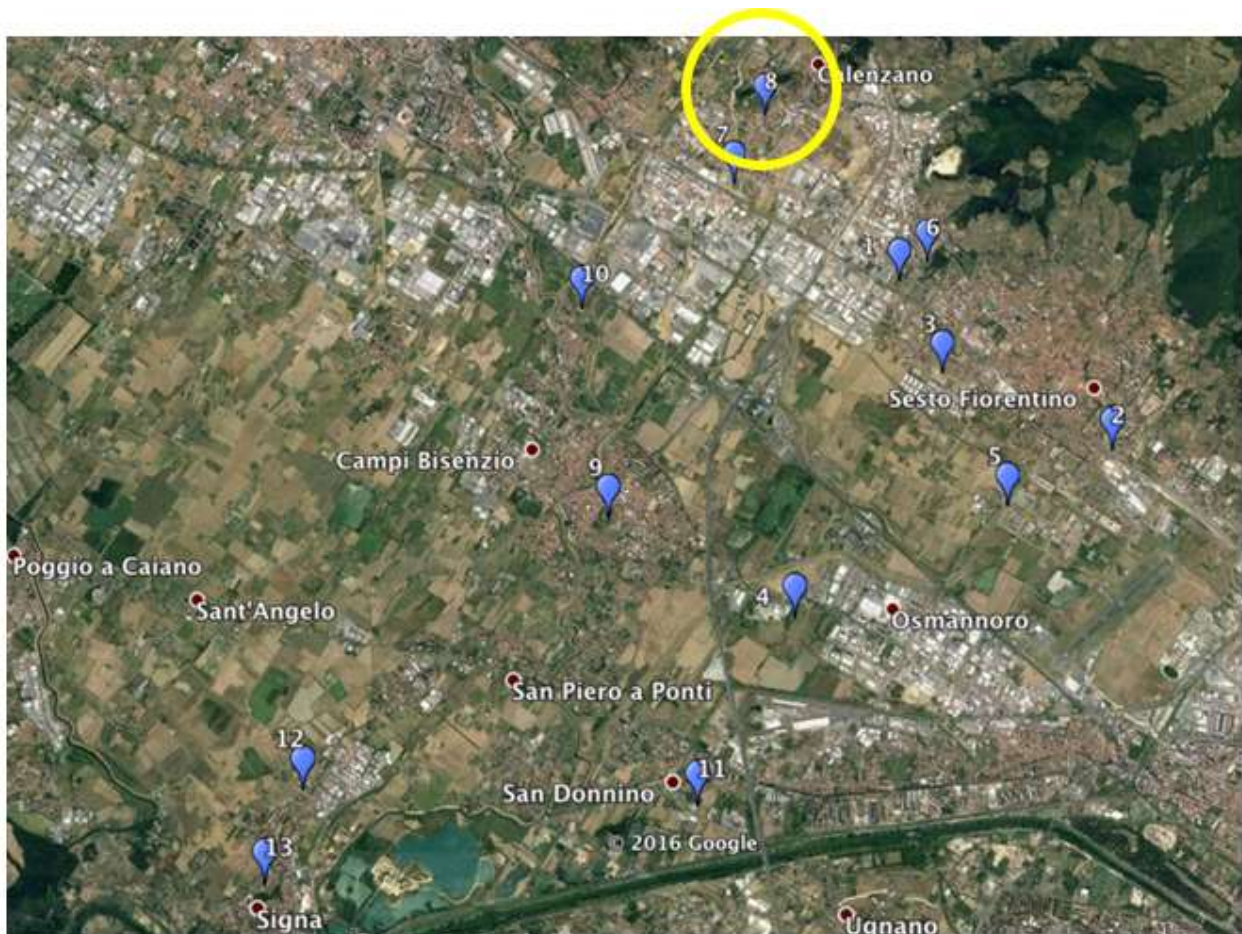 8
Calenzano
7
6
1
10
3
Sesto Fiorentino
2
Campi Bisenzio
9
5
Poggio a Caiano
Sant'Angelo
4
Osmannoro
San Piero a Ponti
12
11
San Donnino
© 2016 Google
13
Signa
Ugnano